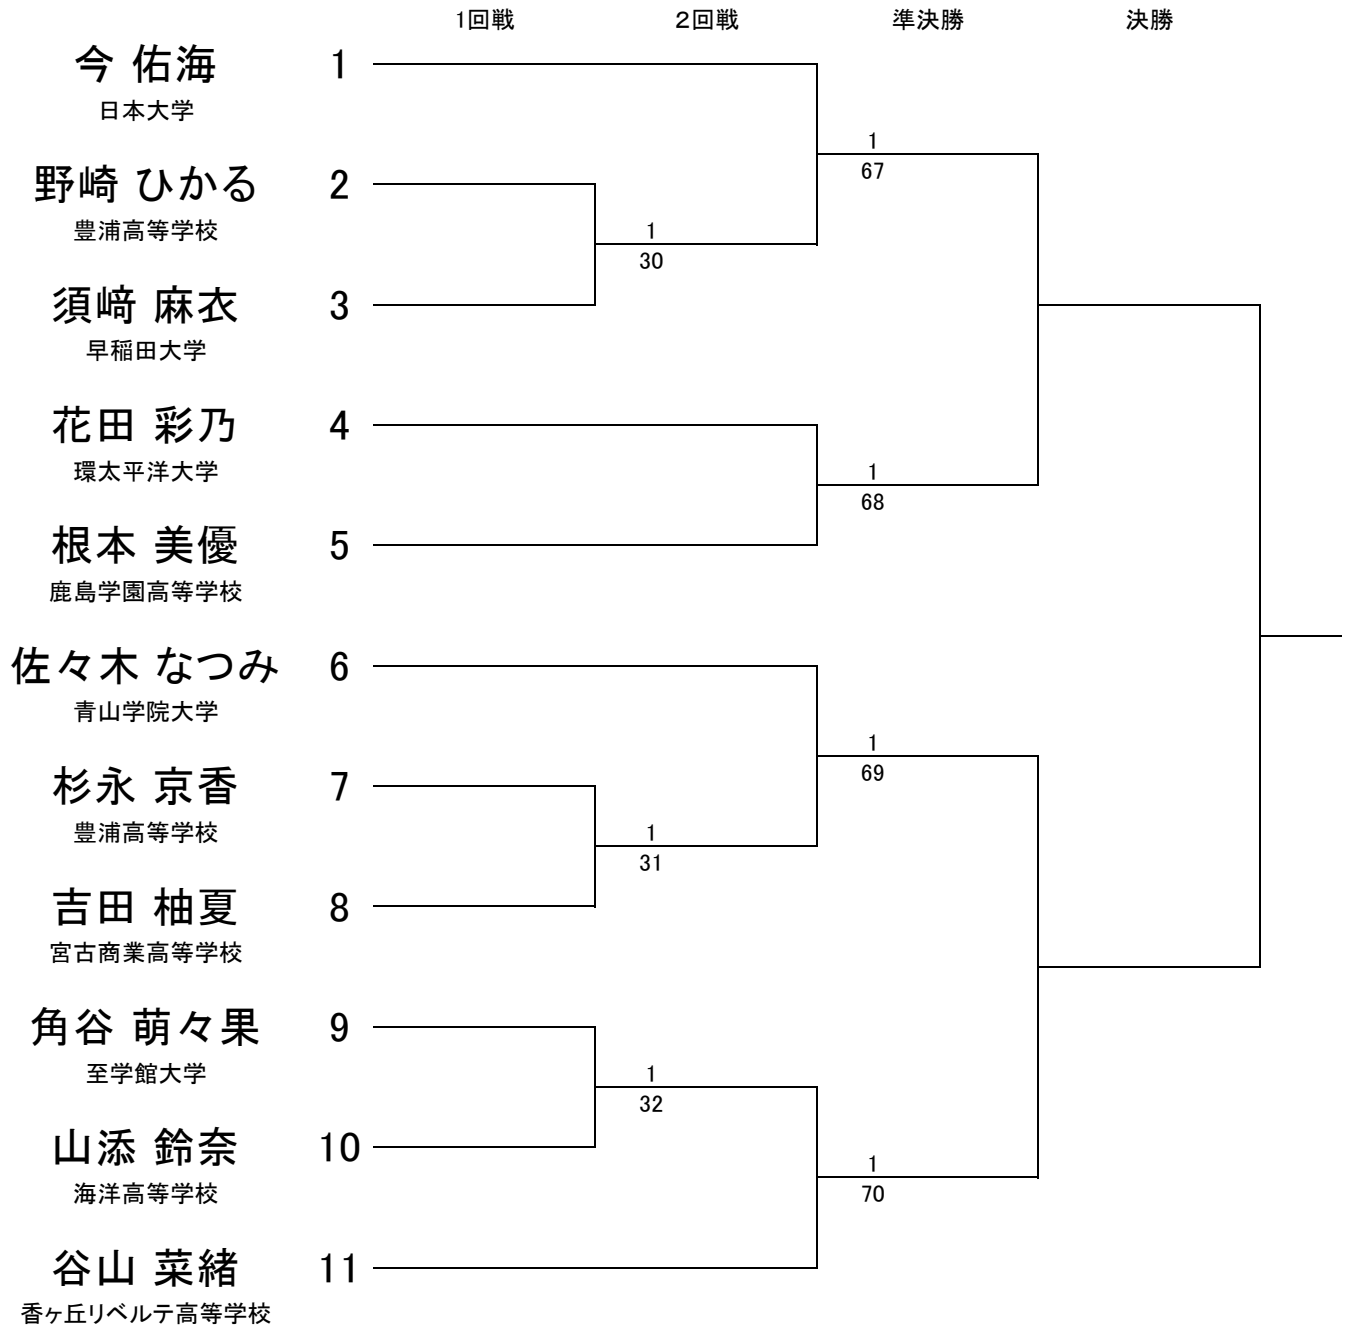 1回戦 2回戦 準決勝 決勝
今 佑海 1
日本大学
1
67
野崎 ひかる 2
豊浦高等学校
1
30
須﨑 麻衣 3
早稲田大学
花田 彩乃 4
環太平洋大学
1
68
根本 美優 5
鹿島学園高等学校
佐々木 なつみ 6
青山学院大学
1
69
杉永 京香 7
豊浦高等学校
1
31
吉田 柚夏 8
宮古商業高等学校
角谷 萌々果 9
至学館大学
1
32
山添 鈴奈 10
海洋高等学校
1
70
谷山 菜緒 11
香ヶ丘リベルテ高等学校